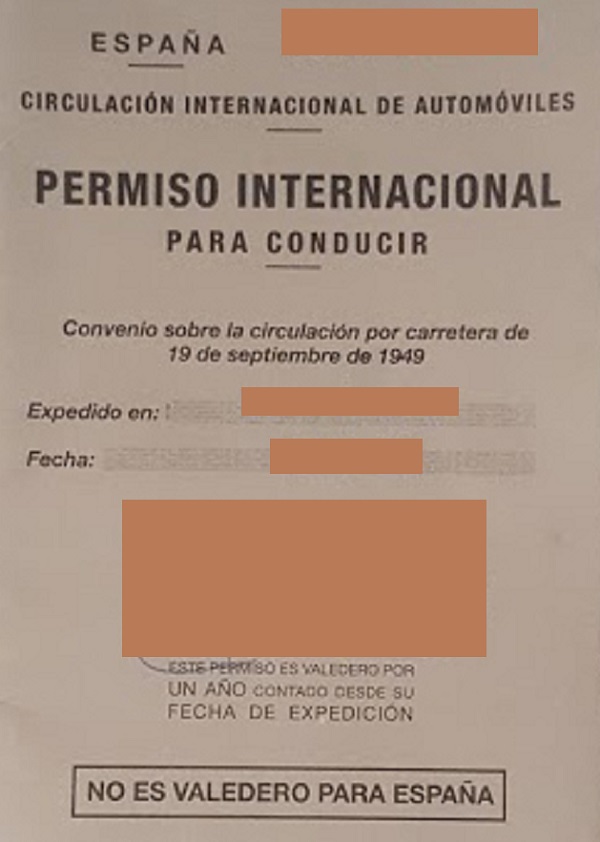 ESPAÑA
CIRCULACIÓN INTERNACIONAL DE AUTOMÓVILES
PERMISO INTERNACIONAL
PARA CONDUCIR
Convenio sobre la circulación por carretera de
19 de septiembre de 1949
Expedido en:
Fecha:
ESTE PERMISO ES VALEDERO POR
UN AÑO CONTADO DESDE SU
FECHA DE EXPEDICIÓN
NO ES VALEDERO PARA ESPAÑA